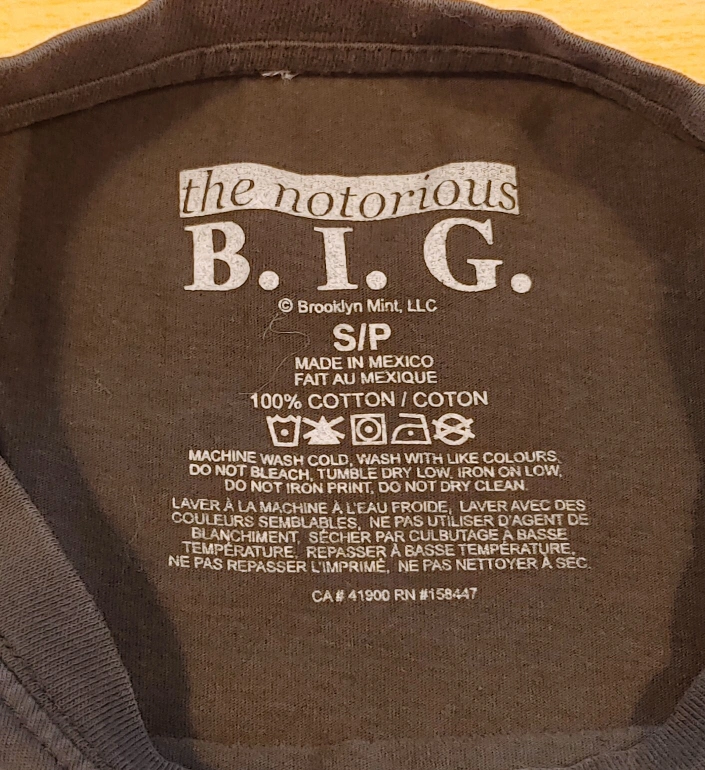 the notorious
B. I. G.
© Brooklyn Mint, LLC
S/P
MADE IN MEXICO
FAIT AU MEXIQUE
100% COTTON / COTON
MACHINE WASH COLD, WASH WITH LIKE COLOURS,
DO NOT BLEACH, TUMBLE DRY LOW, IRON ON LOW,
DO NOT IRON PRINT, DO NOT DRY CLEAN.
LAVER À LA MACHINE À L'EAU FROIDE, LAVER AVEC DES
COULEURS SEMBLABLES, NE PAS UTILISER D'AGENT DE
BLANCHIMENT, SÉCHER PAR CULBUTAGE À BASSE
TEMPÉRATURE, REPASSER À BASSE TEMPÉRATURE,
NE PAS REPASSER L'IMPRIMÉ, NE PAS NETTOYER À SEC.
CA# 41900 RN #158447